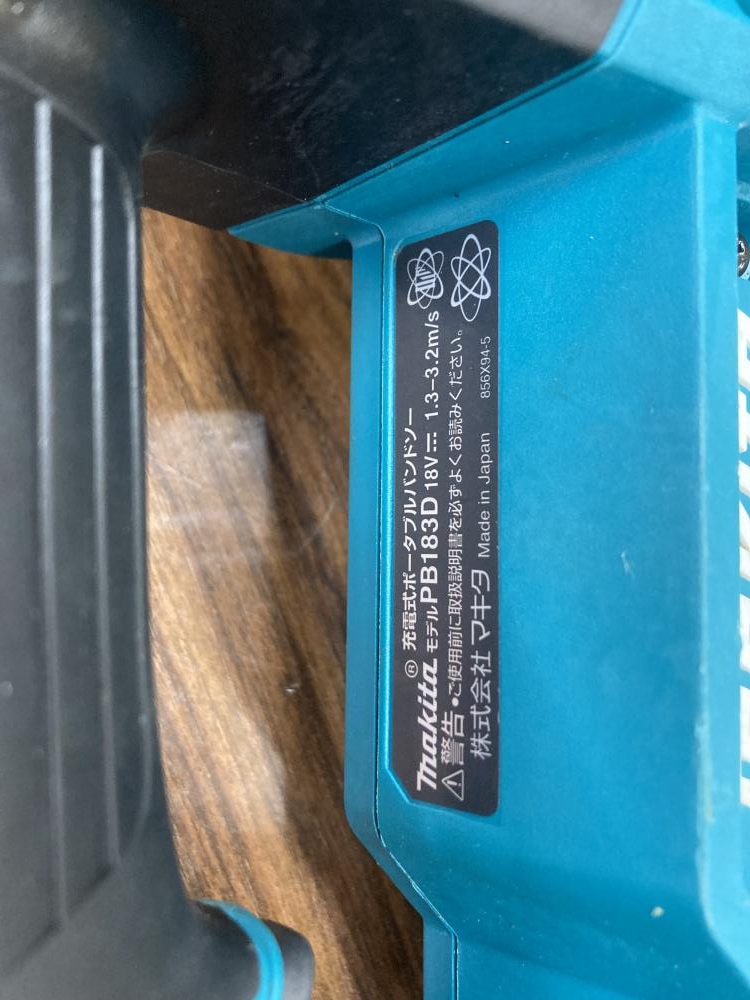 makita® 充電式ポータブルバンドソー
モデル PB183D 18V⎓ 1.3−3.2m/s
⚠警告 •ご使用前に取扱説明書を必ずよくお読みください。
株式会社 マキタ Made in Japan 856X94-5